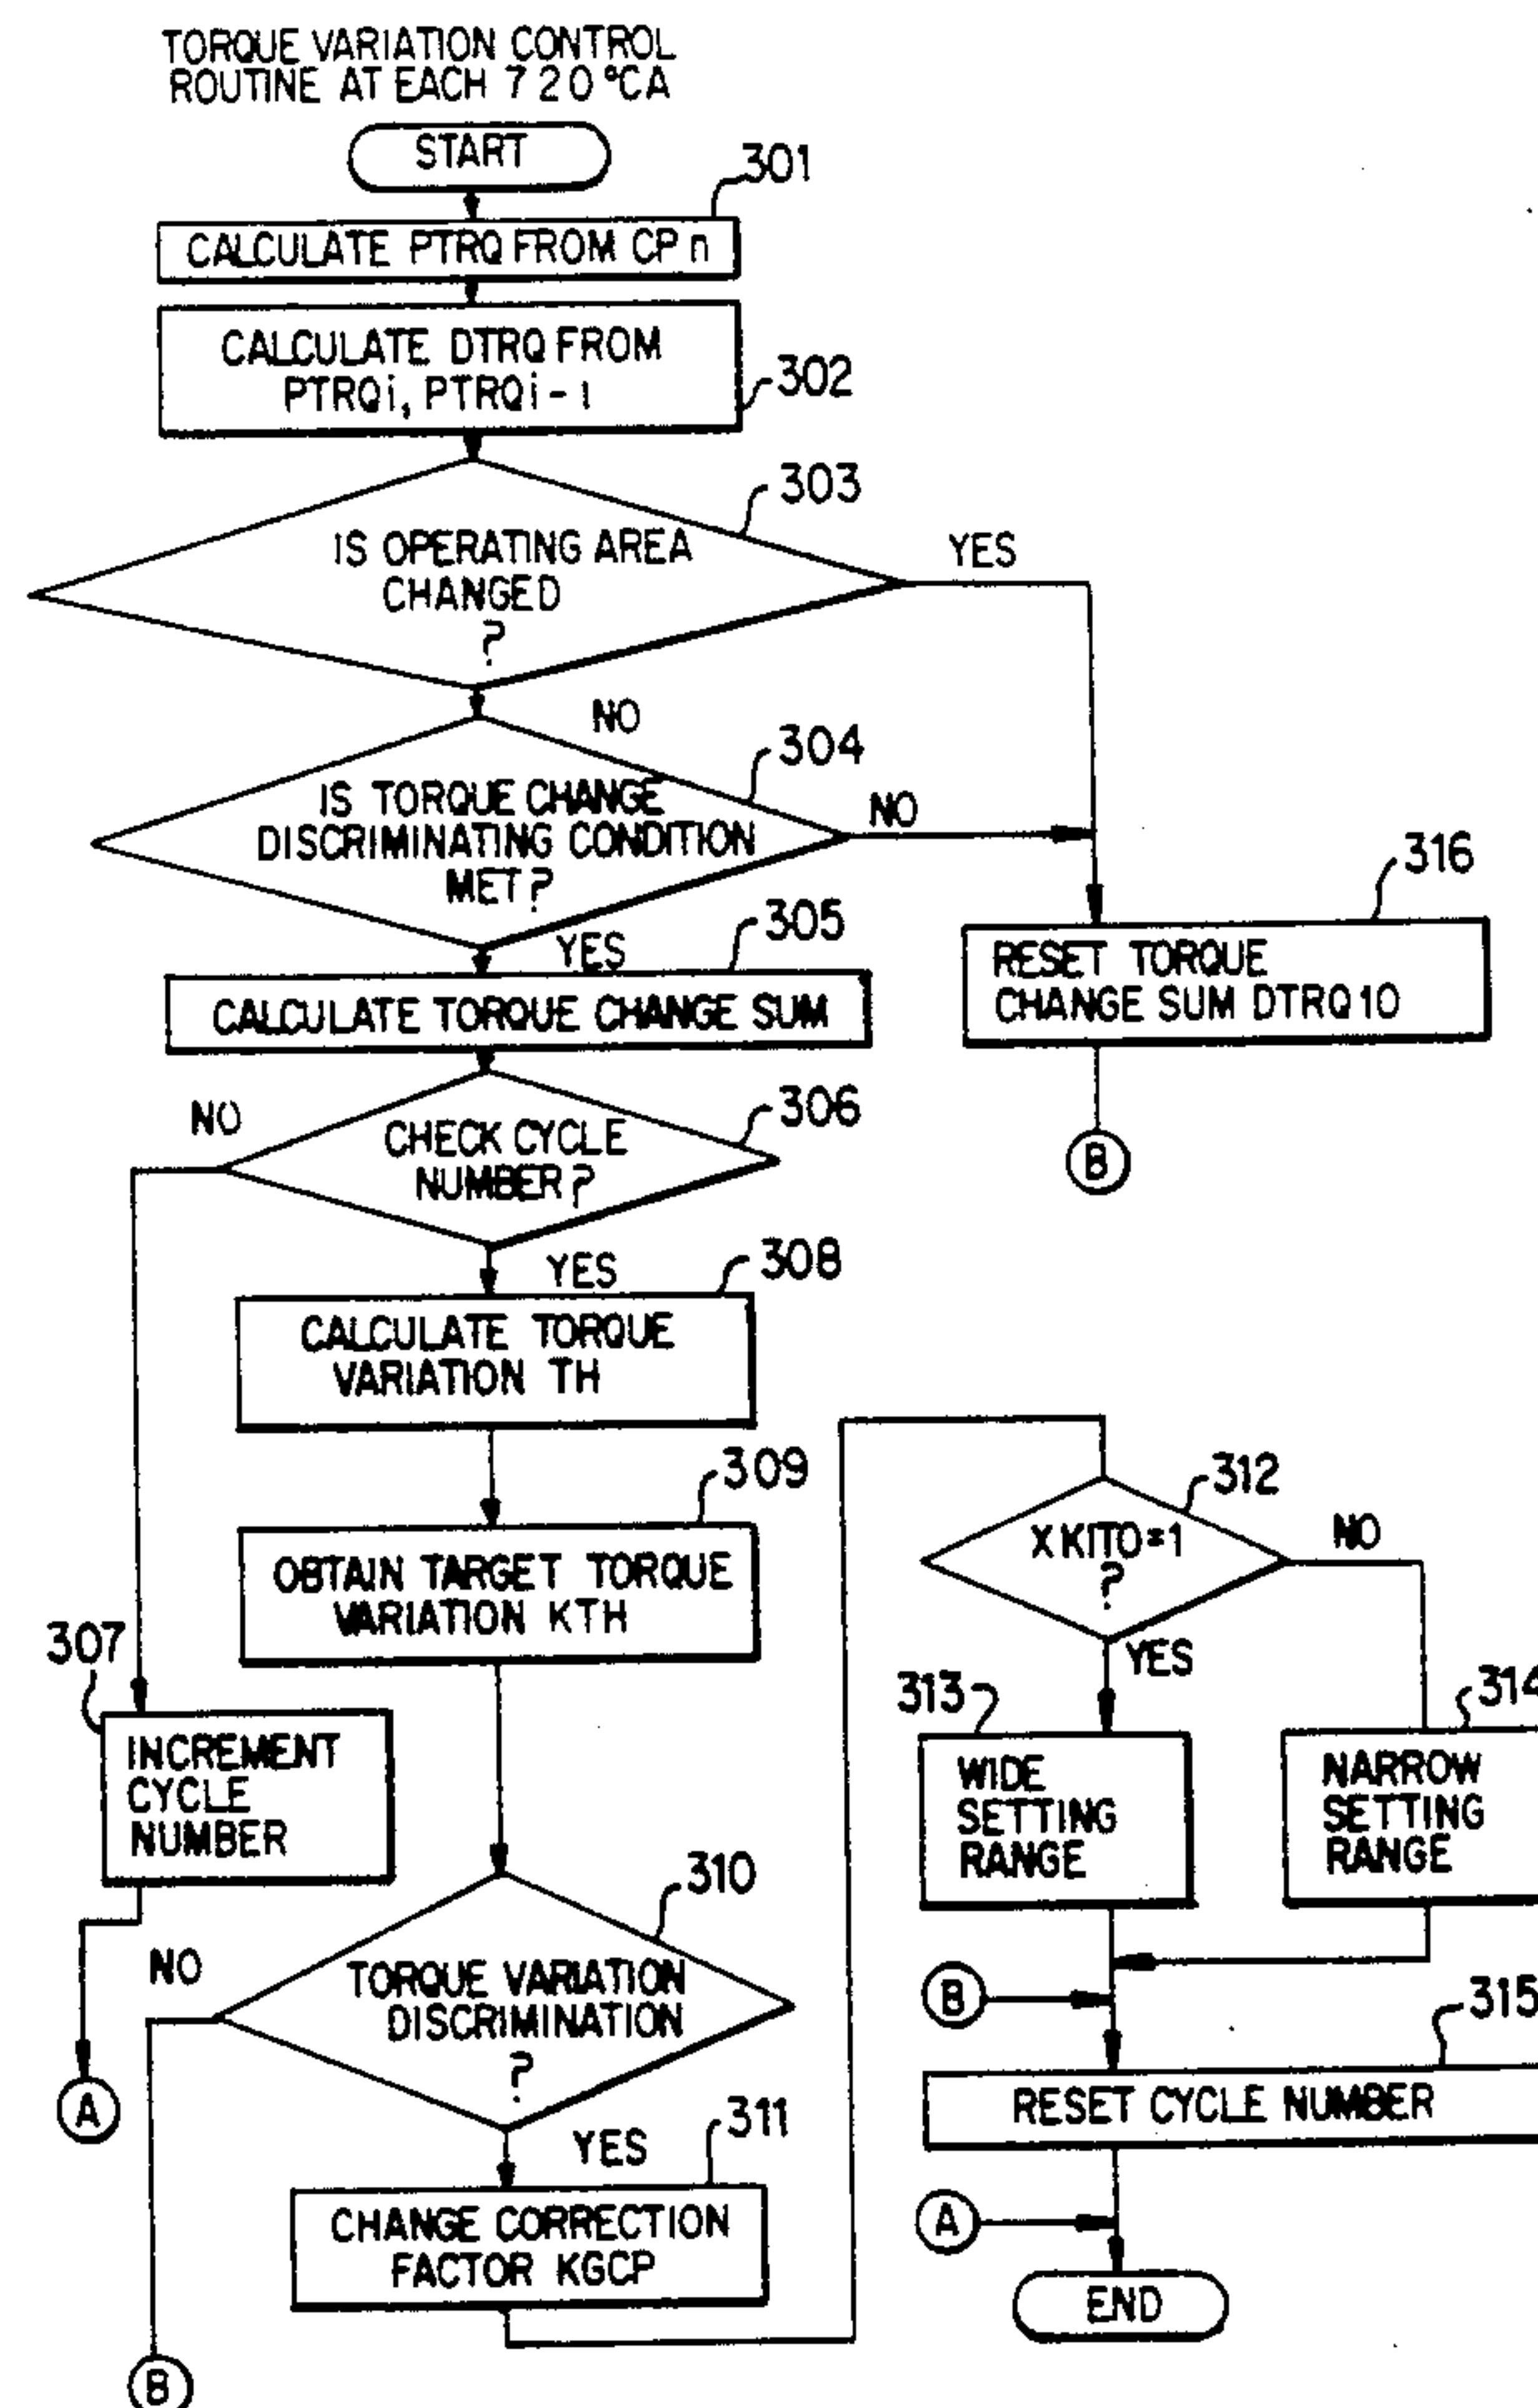 TORQUE VARIATION CONTROL
ROUTINE AT EACH 720°CA
START
301
CALCULATE PTRQ FROM CPn
CALCULATE DTRQ FROM
PTRQi, PTRQi-1
302
303
IS OPERATING AREA
CHANGED
?
YES
NO
304
IS TORQUE CHANGE
DISCRIMINATING CONDITION
MET?
NO
YES
305
CALCULATE TORQUE CHANGE SUM
316
RESET TORQUE
CHANGE SUM DTRQ10
B
306
NO
CHECK CYCLE
NUMBER?
YES
308
CALCULATE TORQUE
VARIATION TH
309
OBTAIN TARGET TORQUE
VARIATION KTH
307
INCREMENT
CYCLE
NUMBER
A
310
NO
TORQUE VARIATION
DISCRIMINATION
?
YES
311
CHANGE CORRECTION
FACTOR KGCP
B
312
XKITO=1
?
NO
YES
313
WIDE
SETTING
RANGE
314
NARROW
SETTING
RANGE
B
315
RESET CYCLE NUMBER
A
END